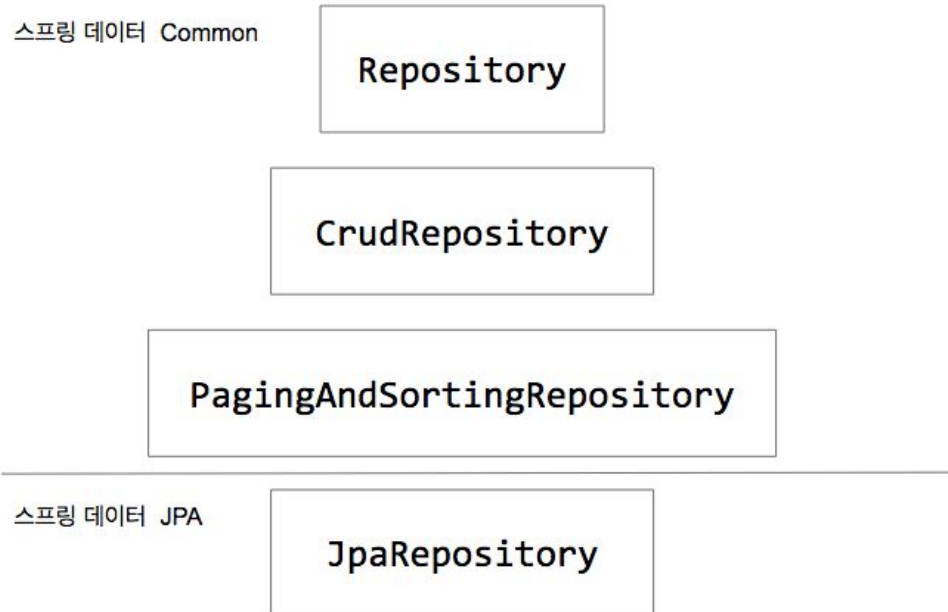 스프링 데이터 Common
Repository
CrudRepository
PagingAndSortingRepository
스프링 데이터 JPA
JpaRepository